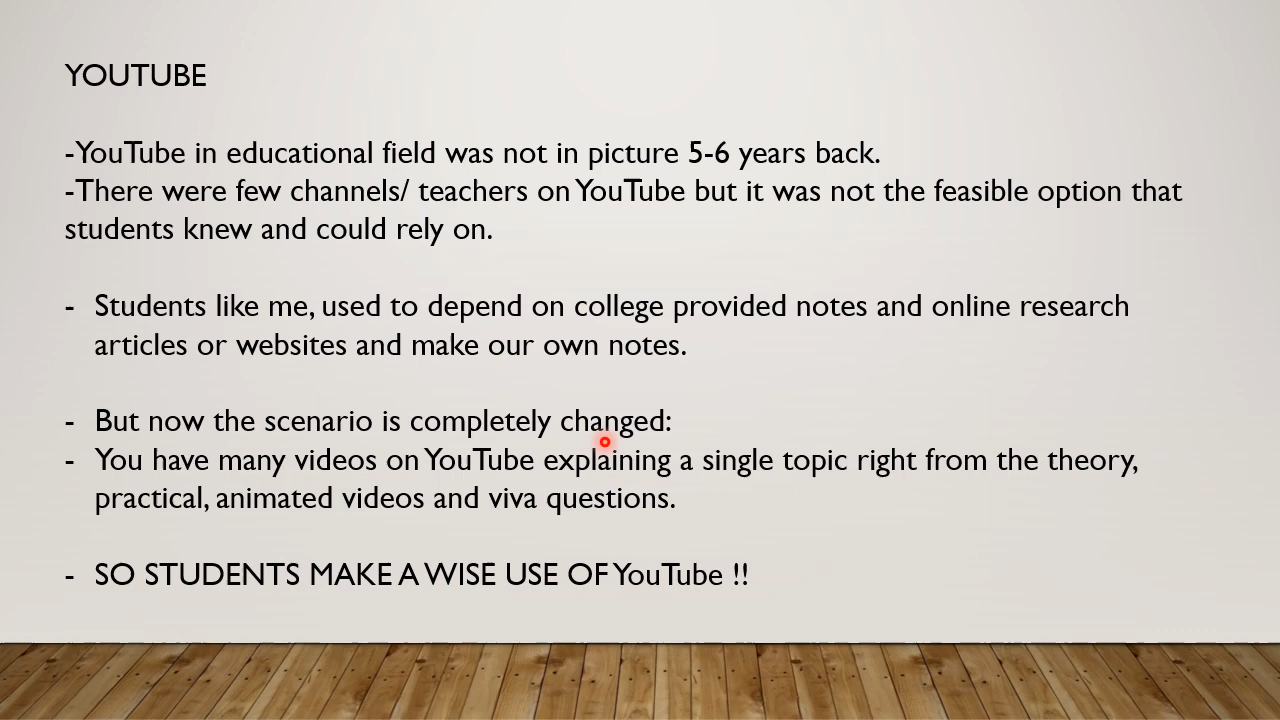 YOUTUBE
-YouTube in educational field was not in picture 5-6 years back.
-There were few channels/ teachers on YouTube but it was not the feasible option that
students knew and could rely on.
- Students like me, used to depend on college provided notes and online research
articles or websites and make our own notes.
- But now the scenario is completely changed:
- You have many videos on YouTube explaining a single topic right from the theory,
practical, animated videos and viva questions.
- SO STUDENTS MAKE A WISE USE OF YouTube !!